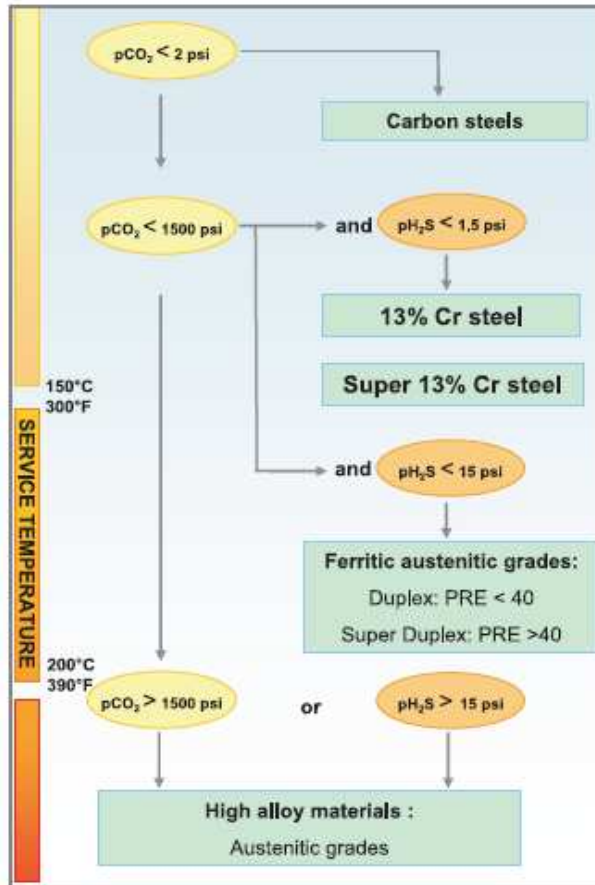 pCO₂ < 2 psi
Carbon steels
pCO₂ < 1500 psi
and
pH₂S < 1,5 psi
13% Cr steel
Super 13% Cr steel
150°C
300°F
SERVICE TEMPERATURE
and
pH₂S < 15 psi
Ferritic austenitic grades:
Duplex: PRE < 40
Super Duplex: PRE >40
200°C
390°F
pCO₂ > 1500 psi
or
pH₂S > 15 psi
High alloy materials :
Austenitic grades